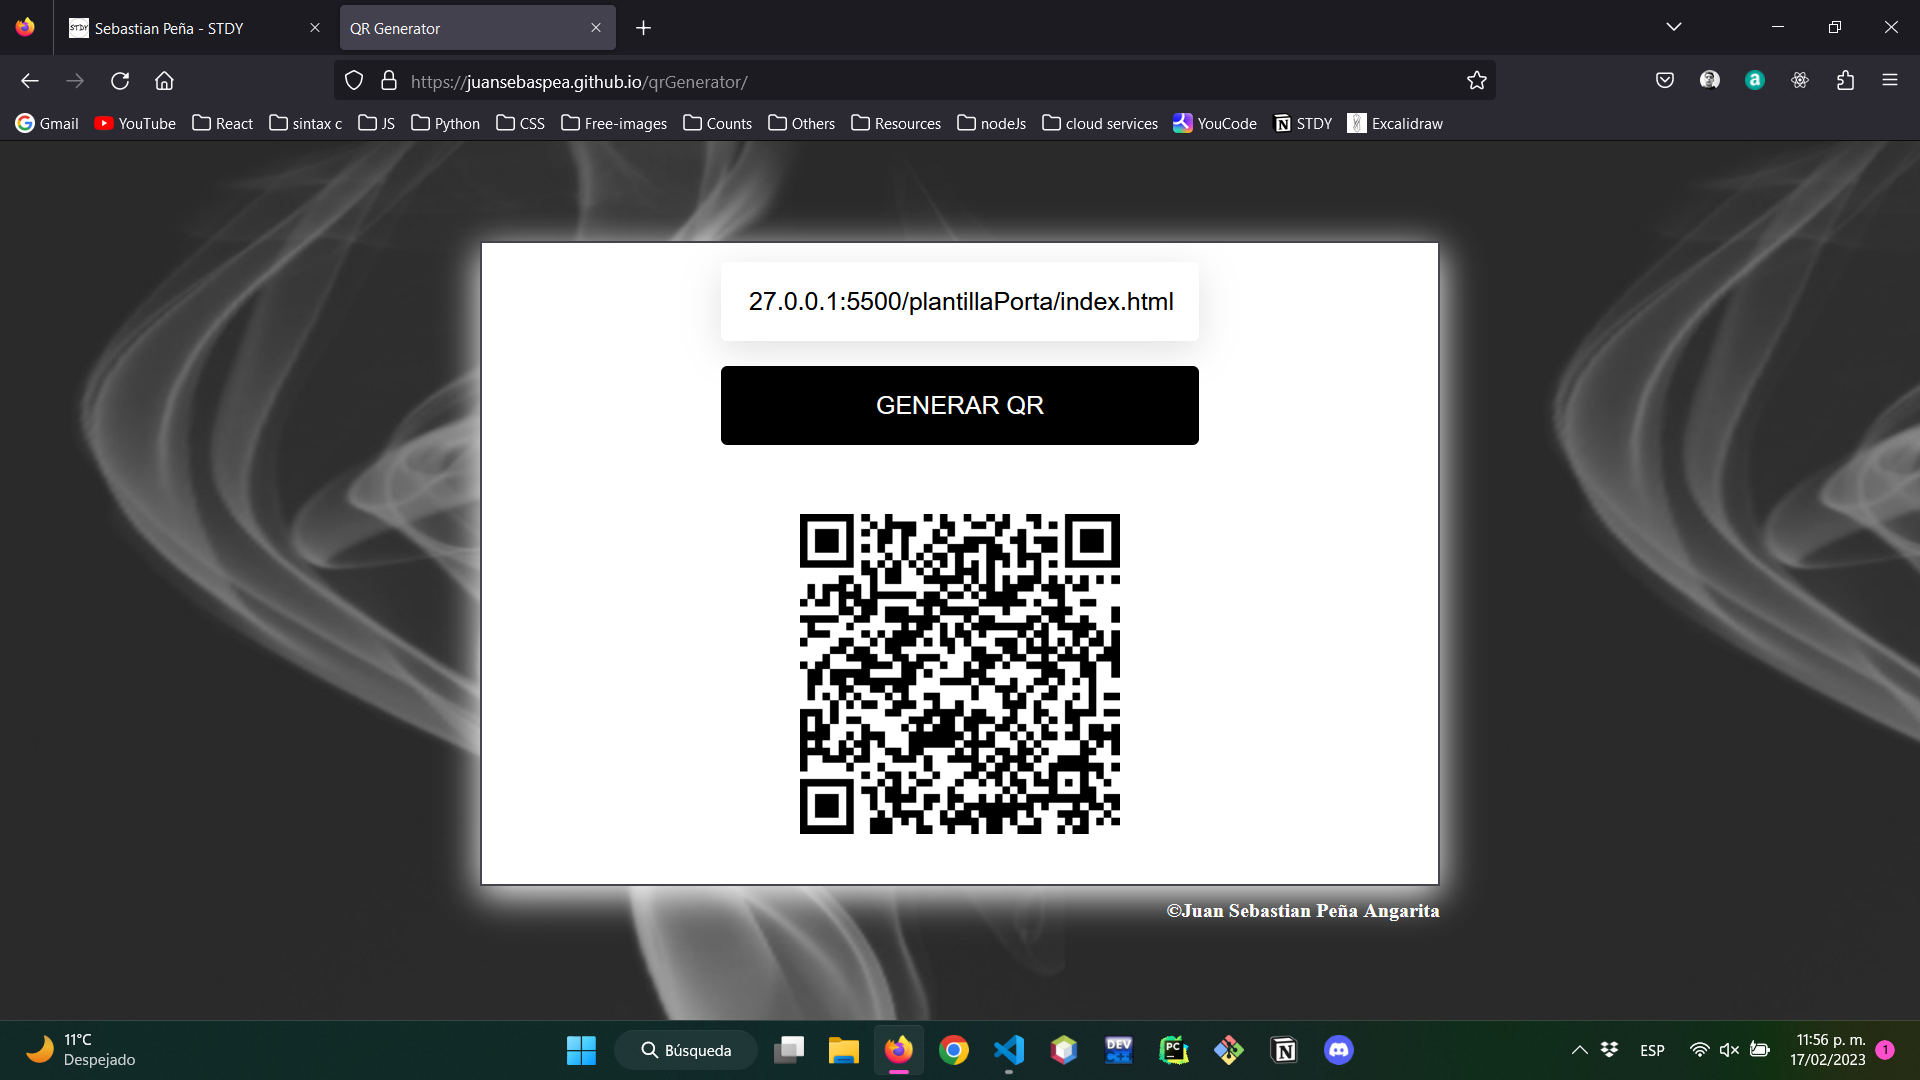 Sebastian Peña - STDY
QR Generator
https://juansebaspea.github.io/qrGenerator/
Gmail YouTube React sintax c JS Python CSS Free-images Counts Others Resources nodeJs cloud services YouCode STDY Excalidraw
27.0.0.1:5500/plantillaPorta/index.html
GENERAR QR
©Juan Sebastian Peña Angarita
11°C
Despejado
Búsqueda
DEV
PC
ESP
11:56 p. m.
17/02/2023
1